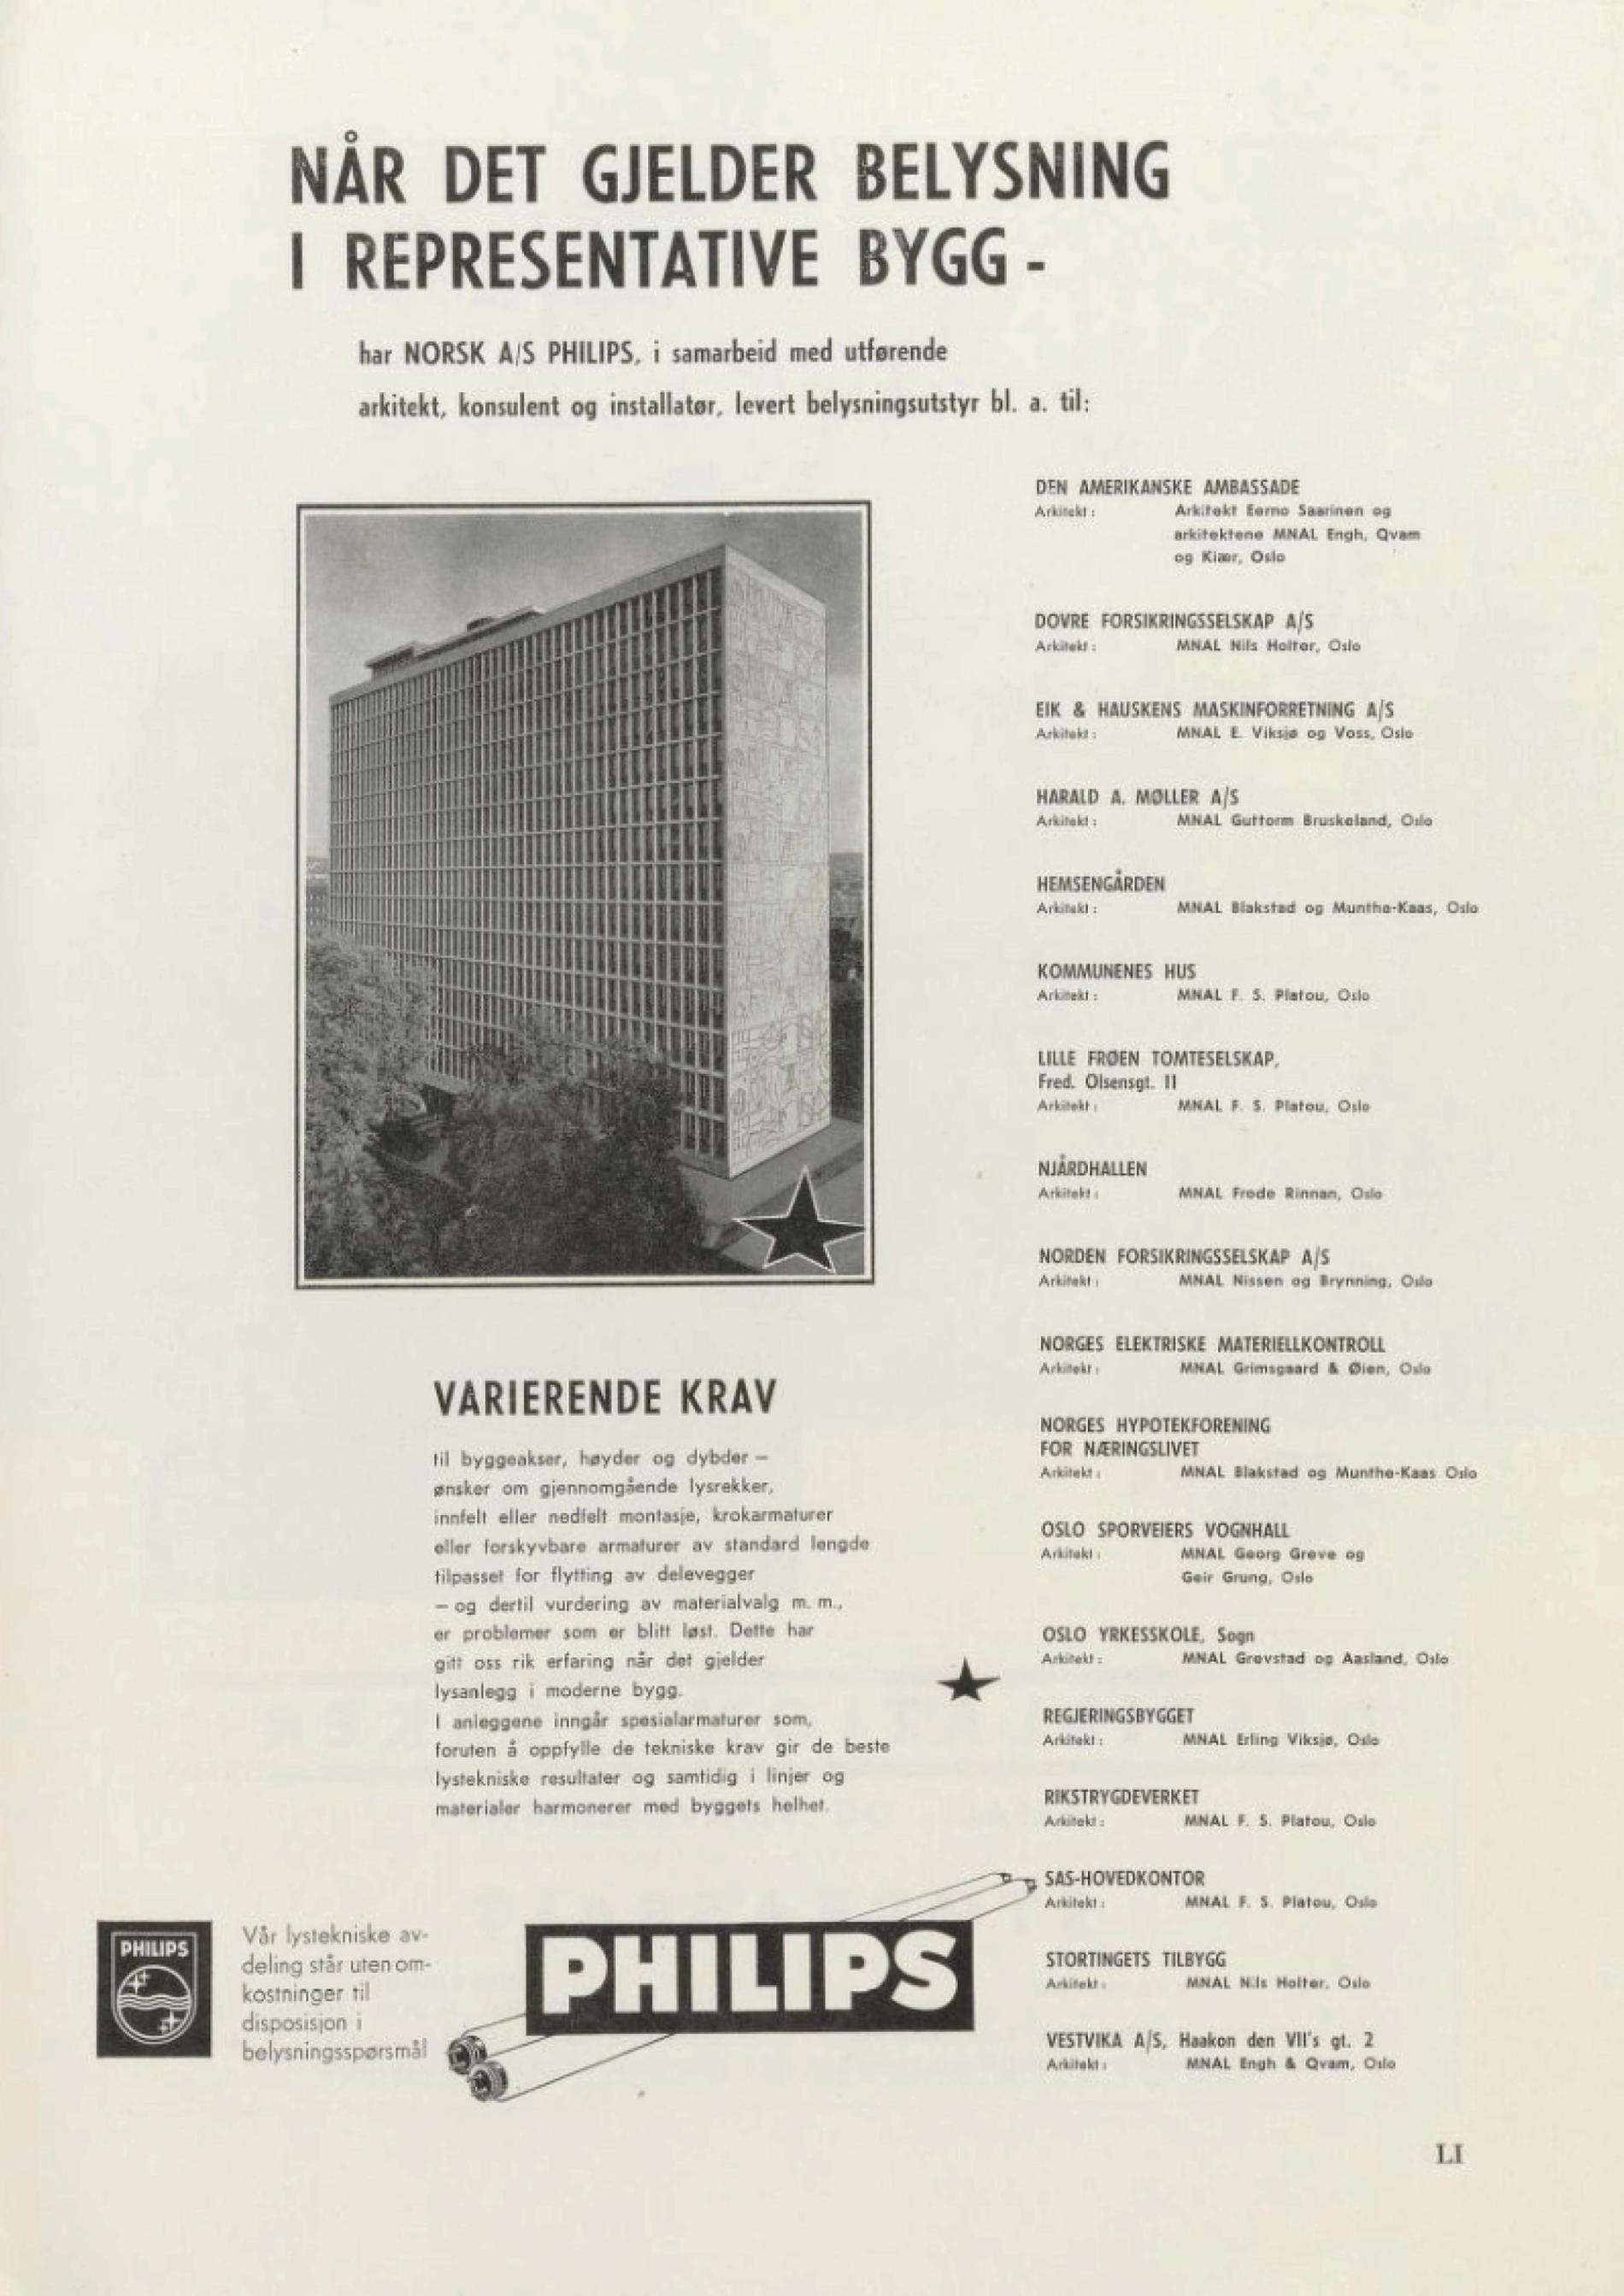 NÅR DET GJELDER BELYSNING
I REPRESENTATIVE BYGG -
har NORSK A/S PHILIPS, i samarbeid med utførende
arkitekt, konsulent og installatør, levert belysningsutstyr bl. a. til:
DEN AMERIKANSKE AMBASSADE
Arkitekt: Arkitekt Eerno Saarinen og
arkitektene MNAL Engh, Qvam
og Kiær, Oslo
DOVRE FORSIKRINGSSELSKAP A/S
Arkitekt: MNAL Nils Holter, Oslo
EIK & HAUSKENS MASKINFORRETNING A/S
Arkitekt: MNAL E. Viksjø og Voss, Oslo
HARALD A. MØLLER A/S
Arkitekt: MNAL Guttorm Bruskeland, Oslo
HEMSENGÅRDEN
Arkitekt: MNAL Blakstad og Munthe-Kaas, Oslo
KOMMUNENES HUS
Arkitekt: MNAL F. S. Platou, Oslo
LILLE FRØEN TOMTESELSKAP,
Fred. Olsensgt. 11
Arkitekt: MNAL F. S. Platou, Oslo
NJÅRDHALLEN
Arkitekt: MNAL Frode Rinnan, Oslo
NORDEN FORSIKRINGSSELSKAP A/S
Arkitekt: MNAL Nissen og Brynning, Oslo
NORGES ELEKTRISKE MATERIELLKONTROLL
Arkitekt: MNAL Grimsgaard & Øien, Oslo
NORGES HYPOTEKFORENING
FOR NÆRINGSLIVET
Arkitekt: MNAL Blakstad og Munthe-Kaas Oslo
OSLO SPORVEIERS VOGNHALL
Arkitekt: MNAL Georg Greve og
Geir Grung, Oslo
OSLO YRKESSKOLE, Sogn
Arkitekt: MNAL Grevstad og Aasland, Oslo
REGJERINGSBYGGET
Arkitekt: MNAL Erling Viksjø, Oslo
RIKSTRYGDEVERKET
Arkitekt: MNAL F. S. Platou, Oslo
SAS-HOVEDKONTOR
Arkitekt: MNAL F. S. Platou, Oslo
STORTINGETS TILBYGG
Arkitekt: MNAL Nils Holter, Oslo
VESTVIKA A/S, Haakon den VII's gt. 2
Arkitekt: MNAL Engh & Qvam, Oslo
VARIERENDE KRAV
til byggeakser, høyder og dybder –
ønsker om gjennomgående lysrekker,
innfelt eller nedfelt montasje, krokarmaturer
eller forskyvbare armaturer av standard lengde
tilpasset for flytting av delevegger
– og dertil vurdering av materialvalg m. m.,
er problemer som er blitt løst. Dette har
gitt oss rik erfaring når det gjelder
lysanlegg i moderne bygg.
I anleggene inngår spesialarmaturer som,
foruten å oppfylle de tekniske krav gir de beste
lystekniske resultater og samtidig i linjer og
materialer harmonerer med byggets helhet.
PHILIPS
Vår lystekniske av-
deling står uten om-
kostninger til
disposisjon i
belysningsspørsmål
PHILIPS
LI